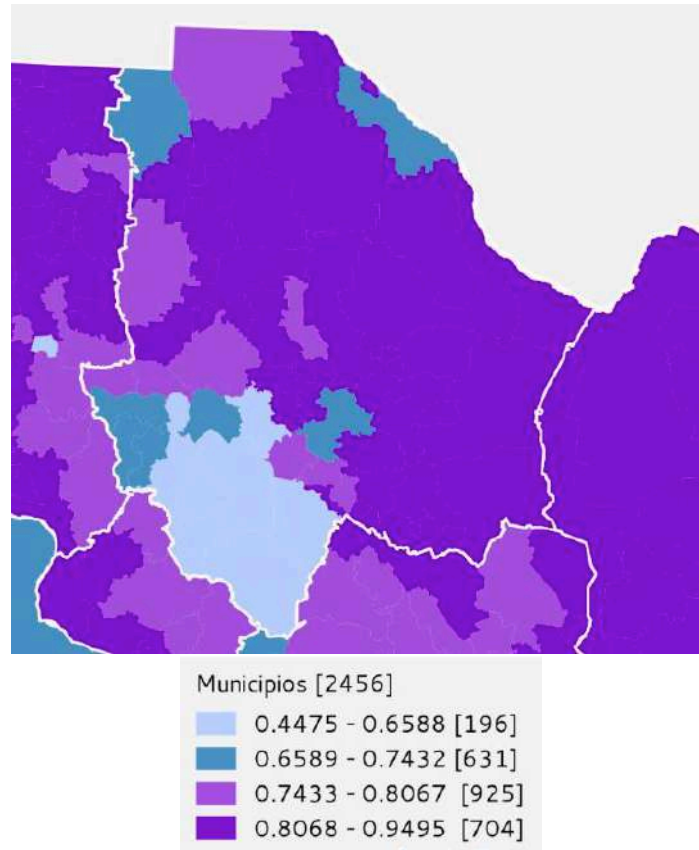 Municipios [2456]
0.4475 - 0.6588 [196]
0.6589 - 0.7432 [631]
0.7433 - 0.8067 [925]
0.8068 - 0.9495 [704]